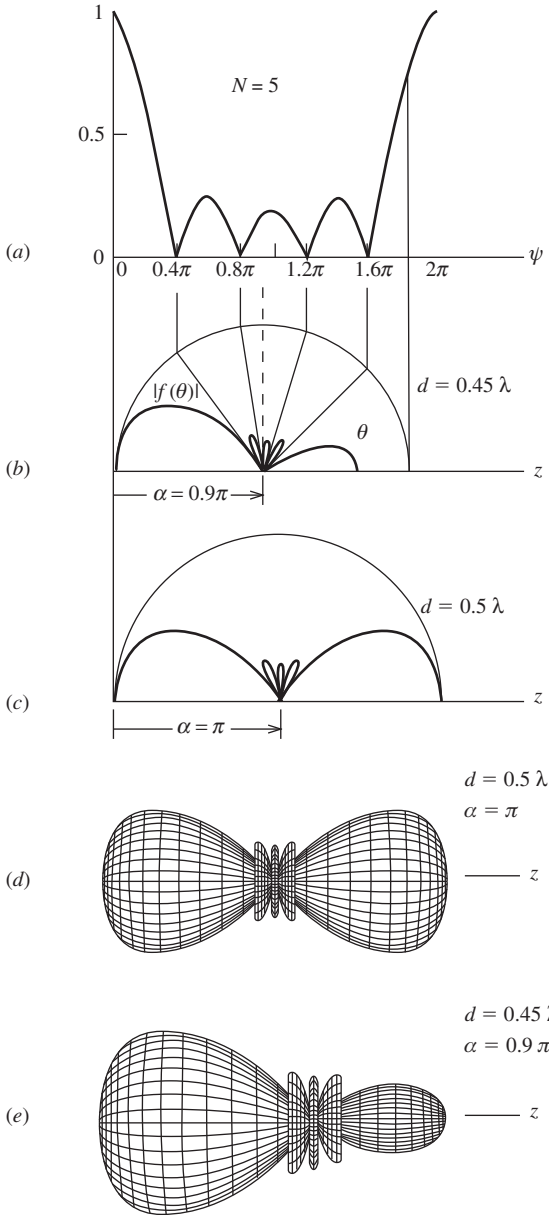 1
N = 5
0.5
(a)
0
0 0.4π 0.8π 1.2π 1.6π 2π
ψ
|f (θ)|
d = 0.45 λ
θ
(b)
z
α = 0.9π
d = 0.5 λ
(c)
z
α = π
d = 0.5 λ
α = π
(d)
z
d = 0.45 λ
α = 0.9 π
(e)
z